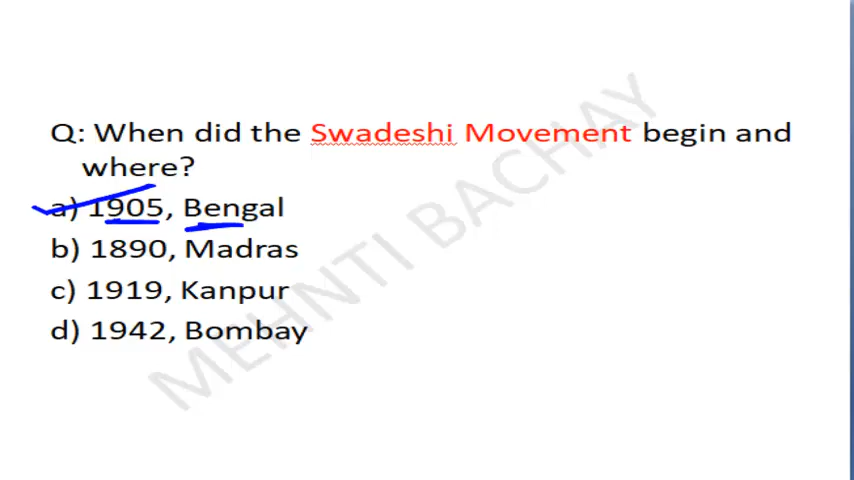 Q: When did the Swadeshi Movement begin and
where?
a) 1905, Bengal
b) 1890, Madras
c) 1919, Kanpur
d) 1942, Bombay
MEHNTI BACHAY